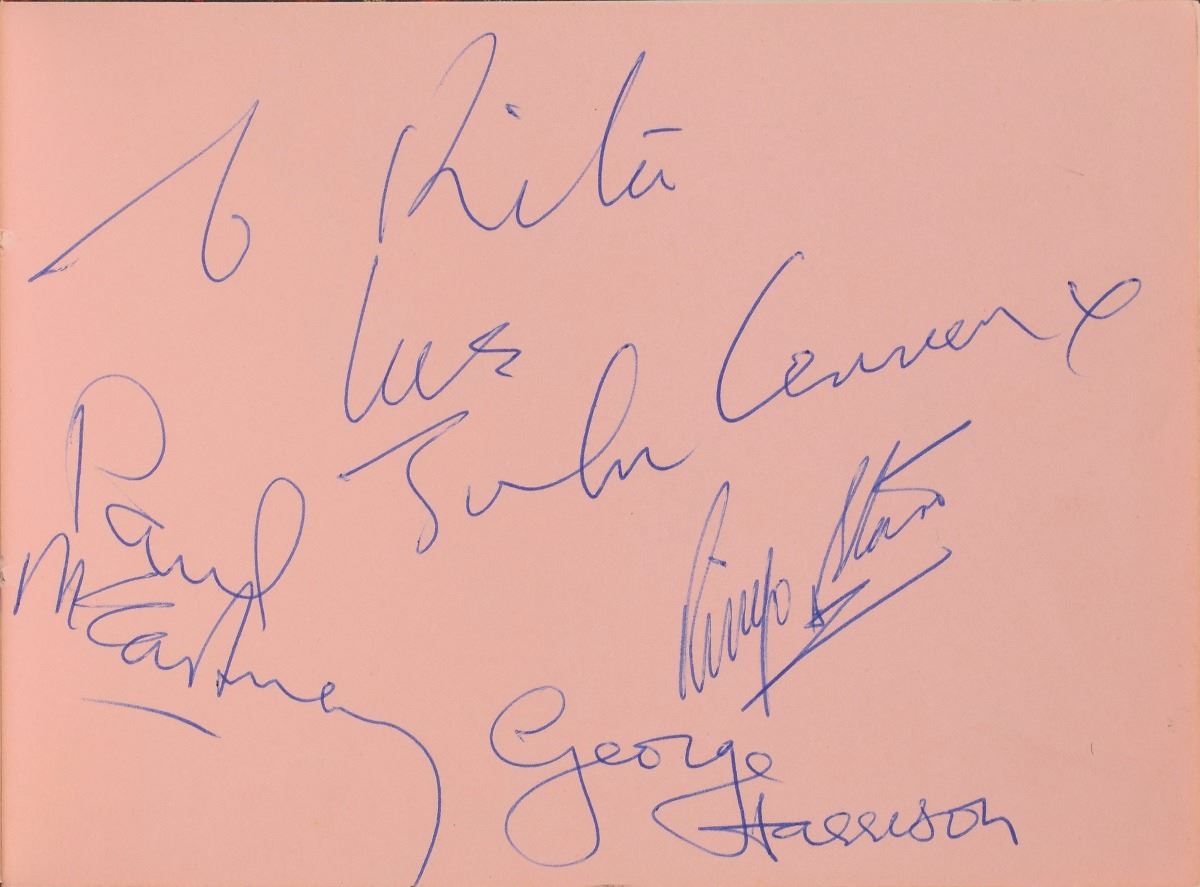 To Rita
love
John Lennon x
Paul
McCartney
Ringo Starr
George
Harrison